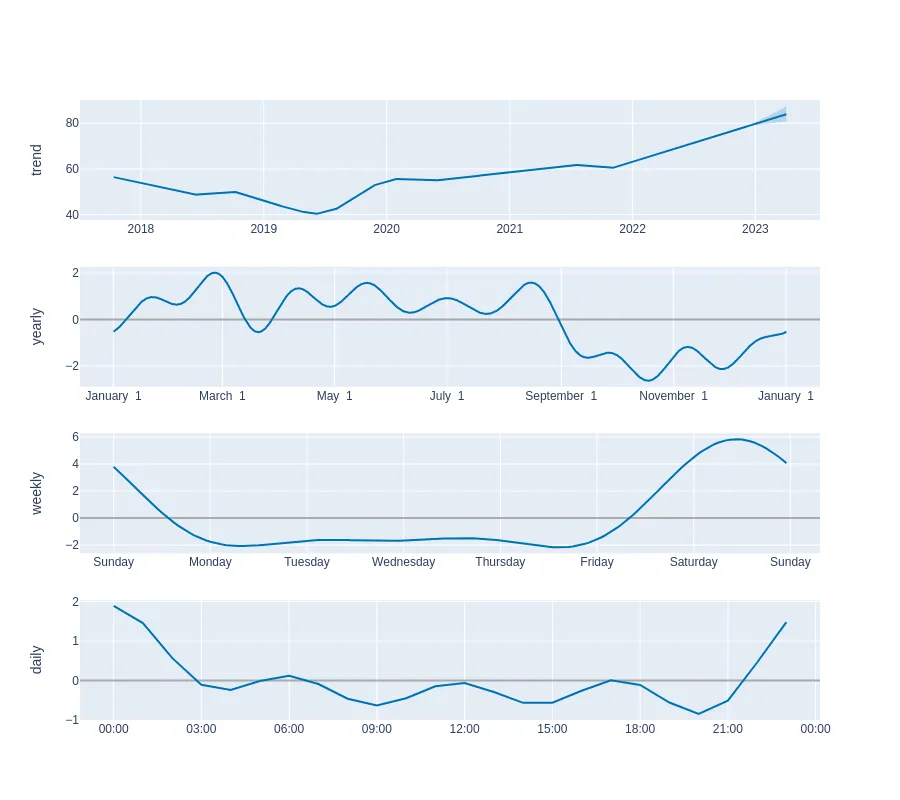 trend
80
60
40
2018 2019 2020 2021 2022 2023
yearly
2
0
−2
January 1 March 1 May 1 July 1 September 1 November 1 January 1
weekly
6
4
2
0
−2
Sunday Monday Tuesday Wednesday Thursday Friday Saturday Sunday
daily
2
1
0
−1
00:00 03:00 06:00 09:00 12:00 15:00 18:00 21:00 00:00